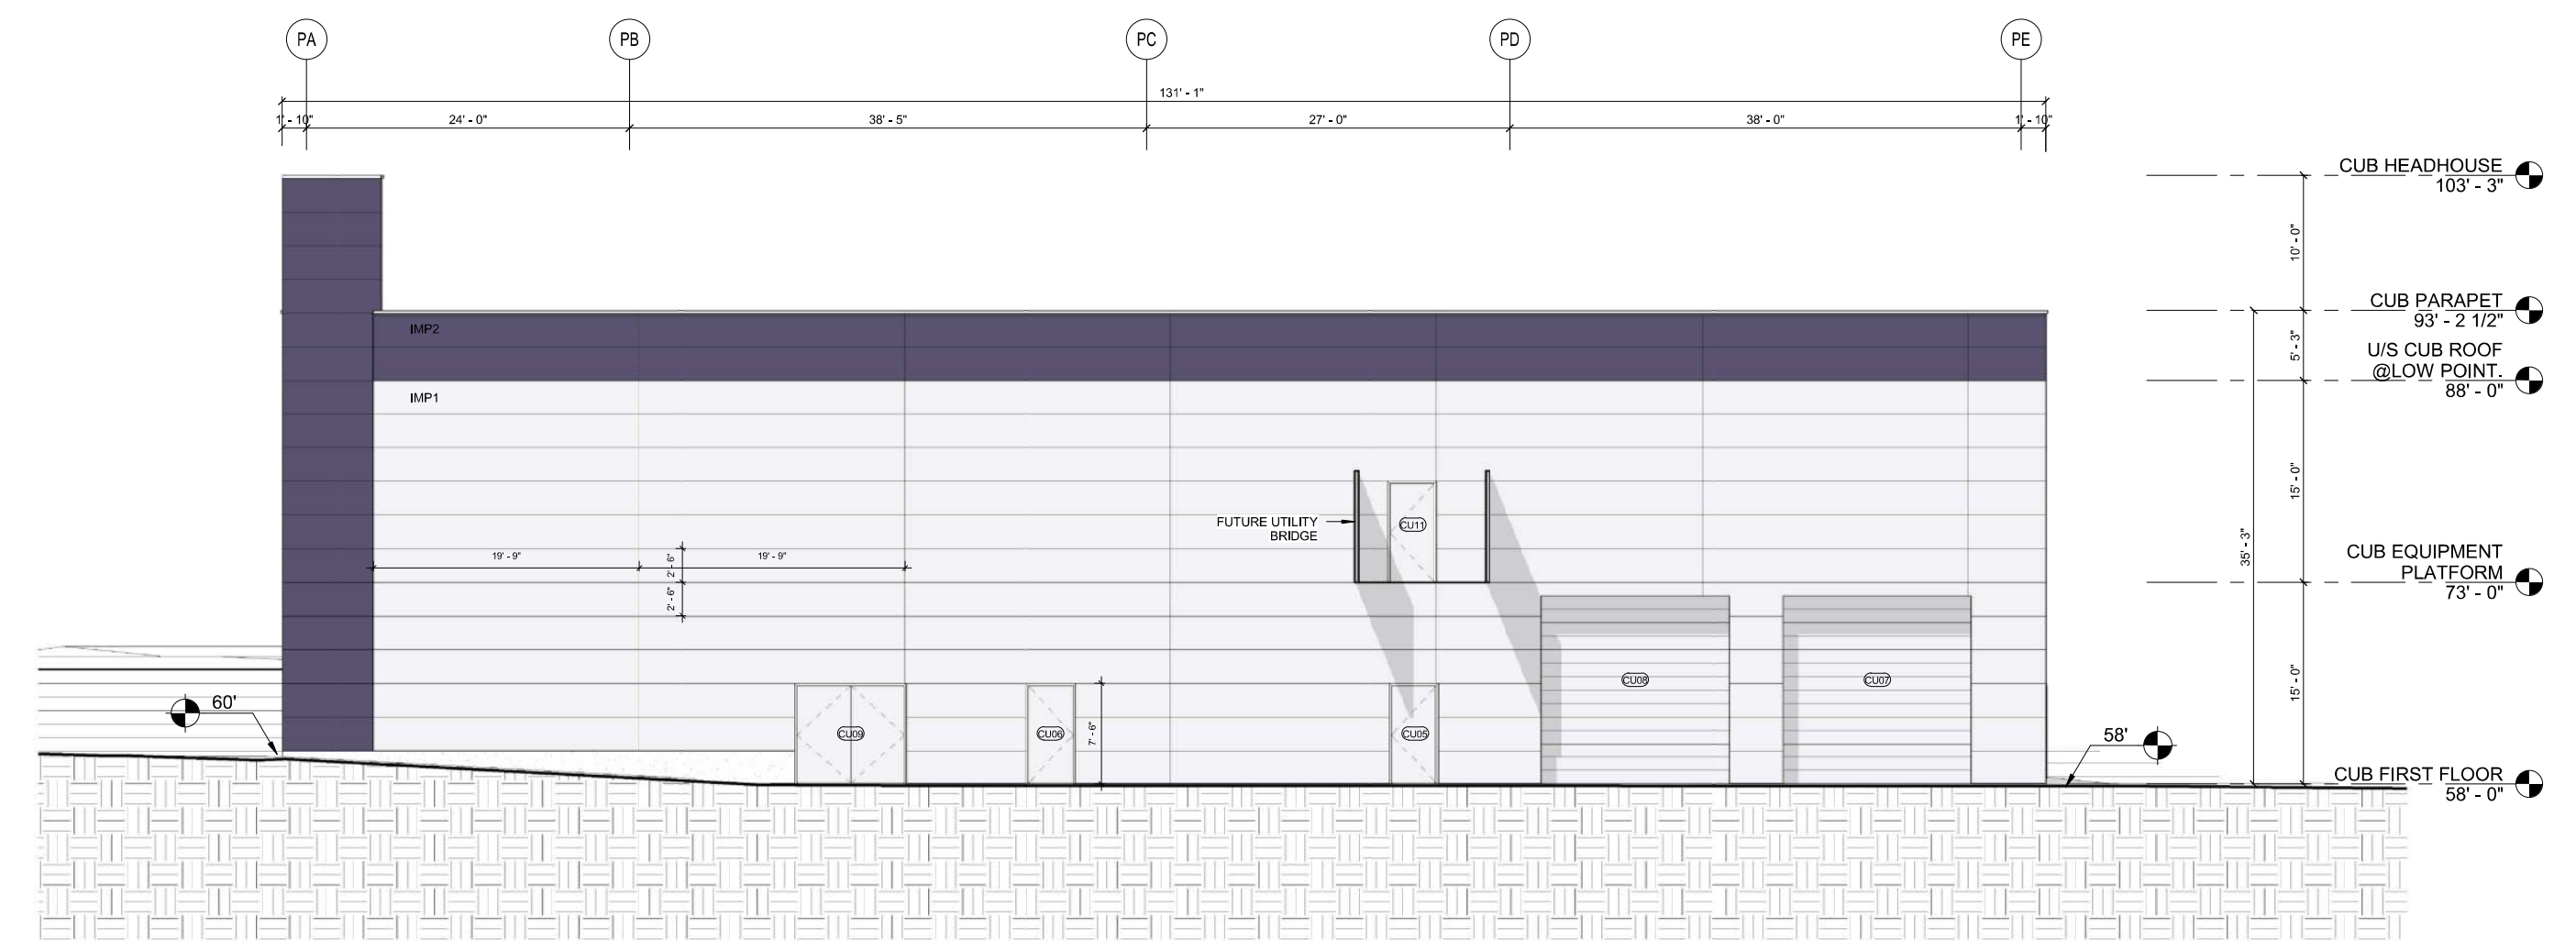 PA
PB
PC
PD
PE
131' - 1"
1' - 10"
24' - 0"
38' - 5"
27' - 0"
38' - 0"
1' - 10"
CUB HEADHOUSE
103' - 3"
10' - 0"
CUB PARAPET
93' - 2 1/2"
IMP2
5' - 3"
U/S CUB ROOF
@LOW POINT.
88' - 0"
IMP1
15' - 0"
FUTURE UTILITY
BRIDGE
CU11
19' - 9"
2' - 6"
19' - 9"
35' - 3"
CUB EQUIPMENT
PLATFORM
73' - 0"
2' - 6"
CU08
CU07
15' - 0"
60'
CU09
CU06
7' - 6"
CU05
58'
CUB FIRST FLOOR
58' - 0"